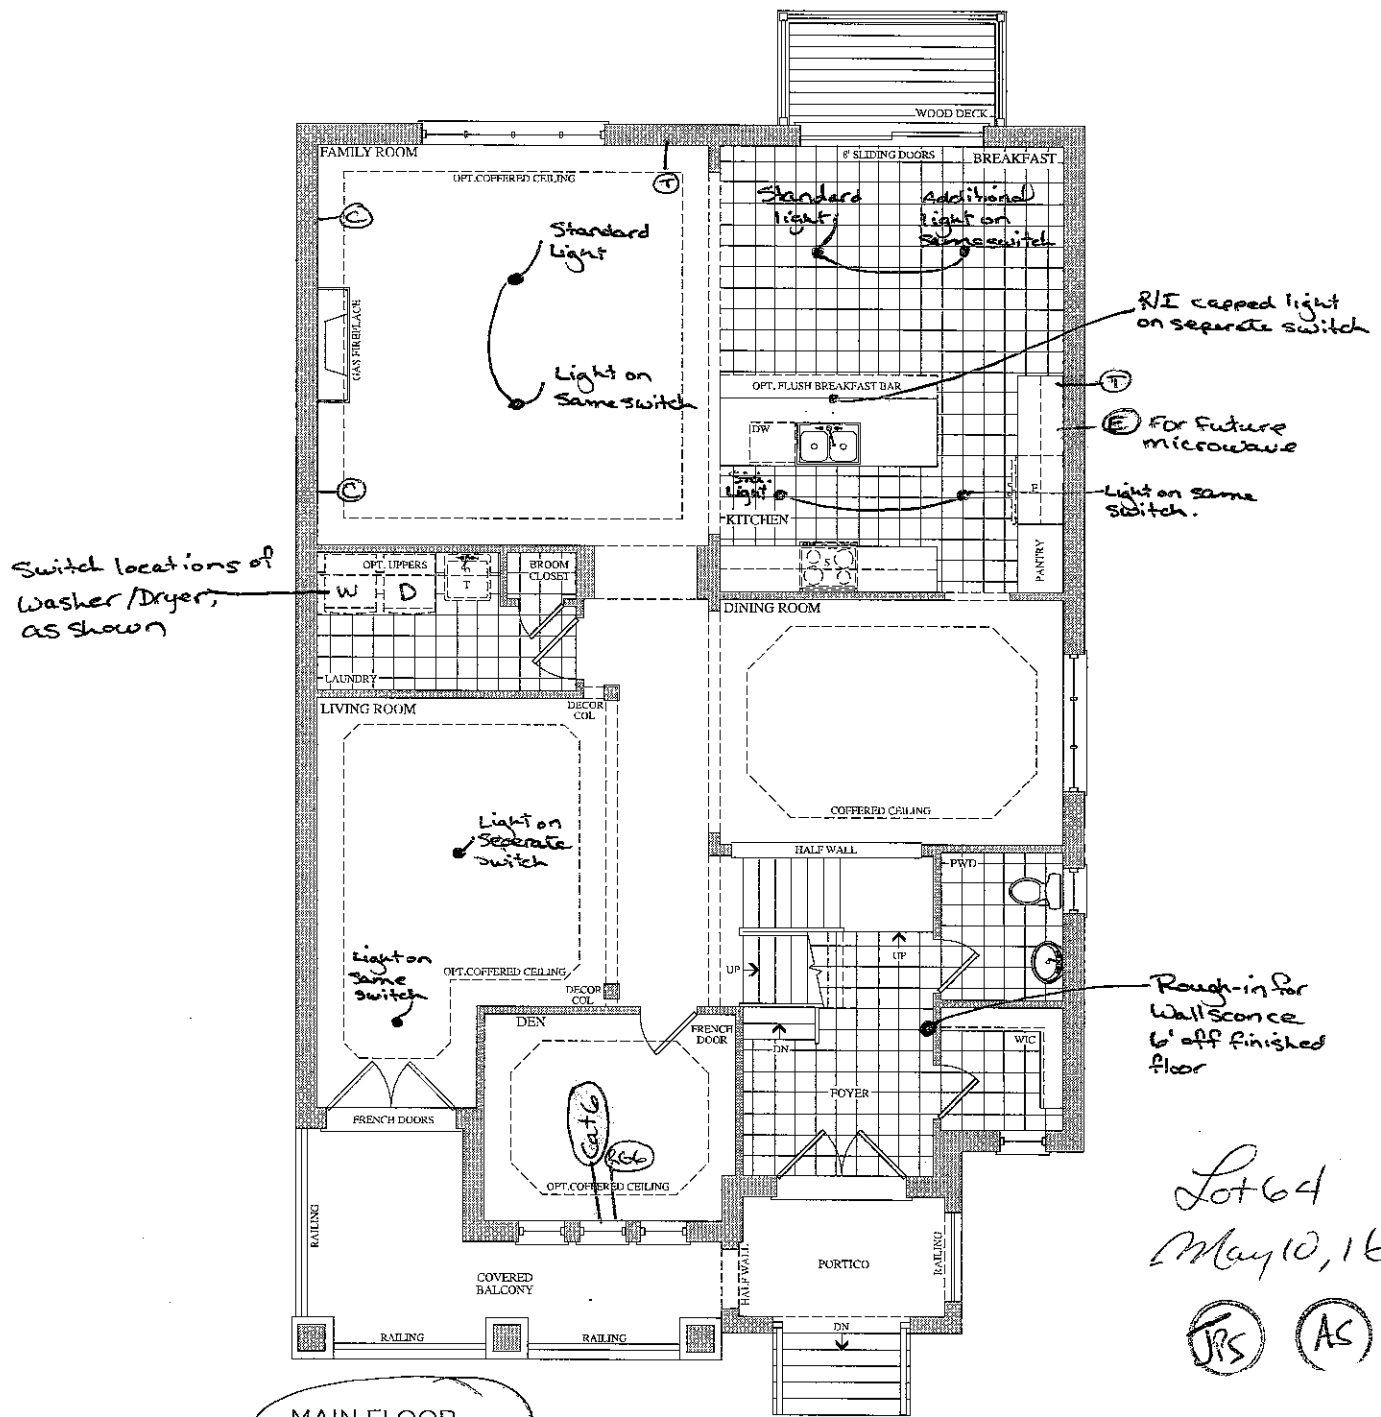 WOOD DECK
FAMILY ROOM
8' SLIDING DOORS
BREAKFAST
OPT.COFFERED CEILING
T
C
Standard
Light
Standard
light
Additional
light on
same switch
GAS FIREPLACE
R/I capped light
on seperate switch
Light on
Same switch
OPT. FLUSH BREAKFAST BAR
T
DW
E For future
microwave
C
Light
F
Light on same
switch.
KITCHEN
Switch locations of
Washer/Dryer,
as shown
OPT. UPPERS
W
D
T
BROOM
CLOSET
S
PANTRY
DINING ROOM
LAUNDRY
LIVING ROOM
DECOR
COL
COFFERED CEILING
Light on
Seperate
switch
HALF WALL
PWD
Light on
Same
switch
OPT.COFFERED CEILING
UP
UP
DECOR
COL
DEN
FRENCH
DOOR
DN
WIC
Rough-in for
Wall sconce
6' off finished
floor
FOYER
FRENCH DOORS
Cat 6
RG6
OPT.COFFERED CEILING
RAILING
COVERED
BALCONY
HALF WALL
PORTICO
RAILING
Lot 64
May 10, 16
RAILING
RAILING
DN
JPS
AS
MAIN FLOOR